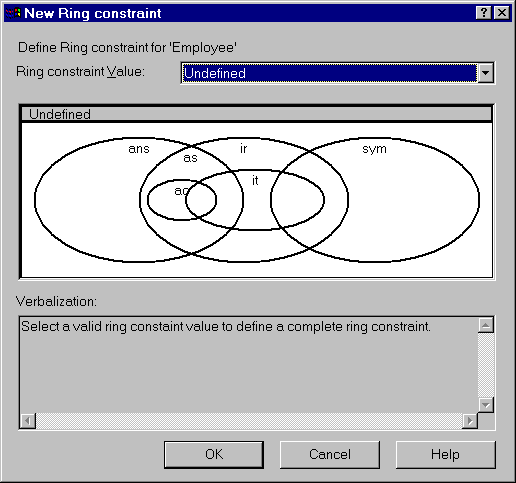 New Ring constraint
Define Ring constraint for 'Employee'
Ring constraint Value:
Undefined
Undefined
ans
as
ir
sym
ac
it
Verbalization:
Select a valid ring constaint value to define a complete ring constraint.
OK
Cancel
Help